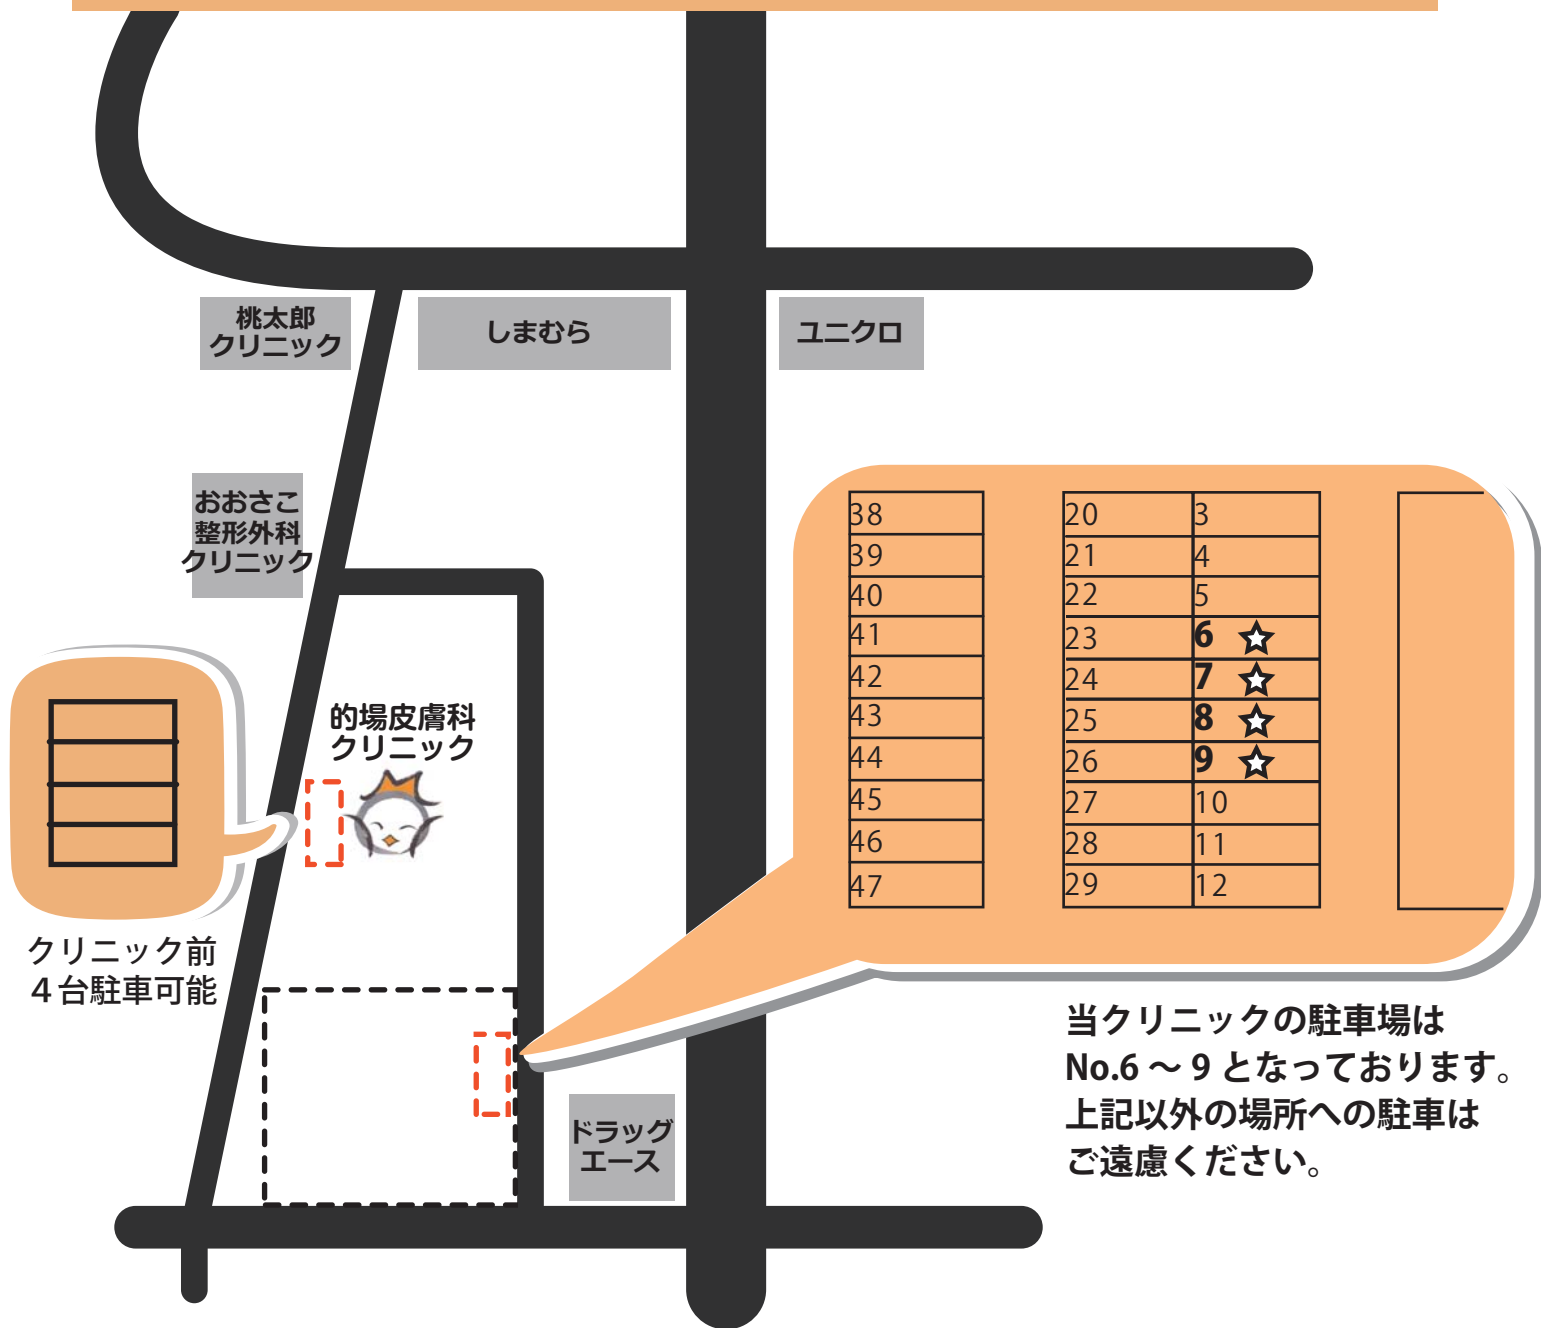 桃太郎
クリニック
しまむら
ユニクロ
おおさこ
整形外科
クリニック
的場皮膚科
クリニック
クリニック前
４台駐車可能
38
39
40
41
42
43
44
45
46
47
20 3
21 4
22 5
23 6 ☆
24 7 ☆
25 8 ☆
26 9 ☆
27 10
28 11
29 12
当クリニックの駐車場は
No.6 ～ 9 となっております。
上記以外の場所への駐車は
ご遠慮ください。
ドラッグ
エース